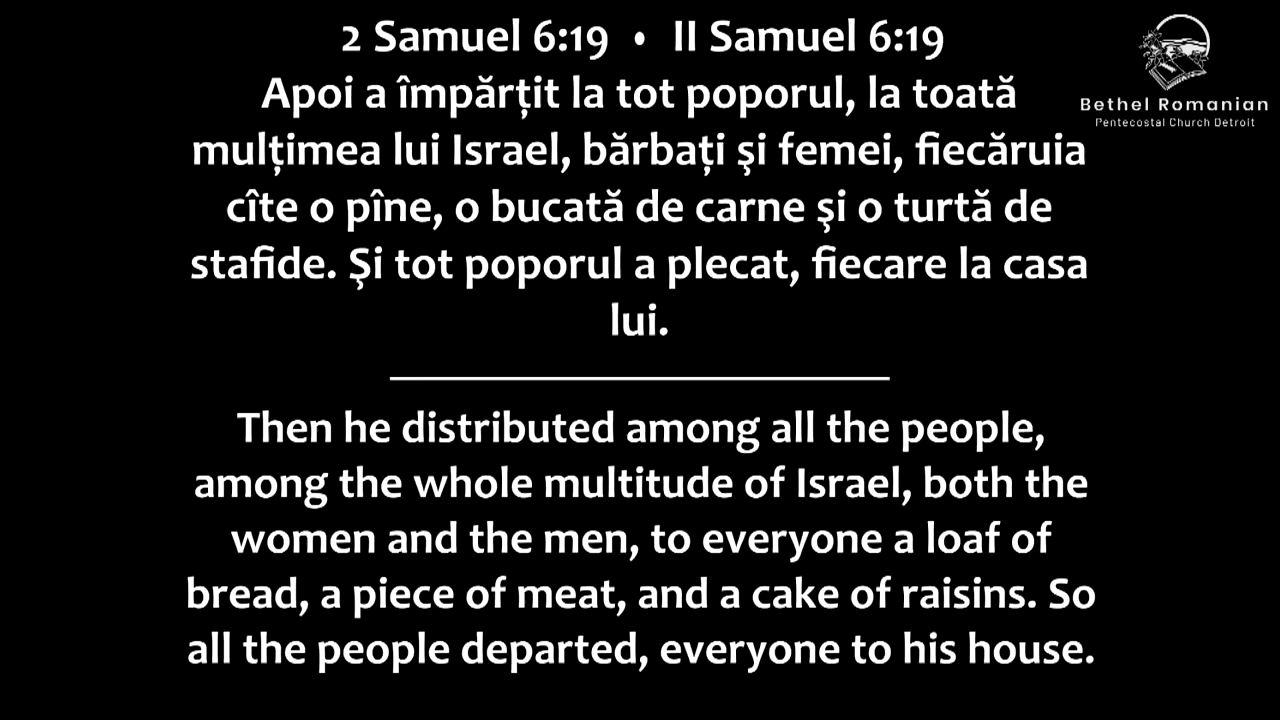 2 Samuel 6:19 • II Samuel 6:19
Apoi a împărțit la tot poporul, la toată
mulțimea lui Israel, bărbați şi femei, fiecăruia
cîte o pîne, o bucată de carne şi o turtă de
stafide. Şi tot poporul a plecat, fiecare la casa
lui.
Then he distributed among all the people,
among the whole multitude of Israel, both the
women and the men, to everyone a loaf of
bread, a piece of meat, and a cake of raisins. So
all the people departed, everyone to his house.
Bethel Romanian
Pentecostal Church Detroit